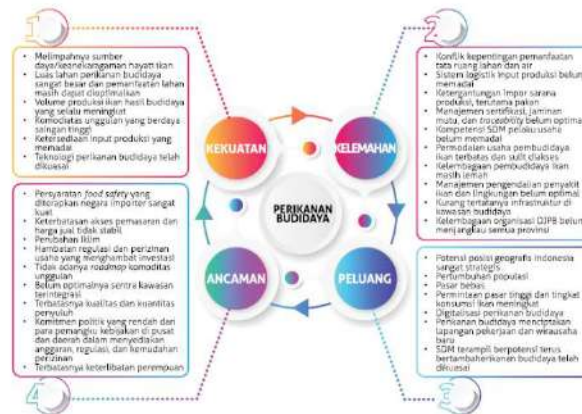 1
Melimpahnya sumber
daya/keanekaragaman hayati ikan
Luas lahan perikanan budidaya
sangat besar dan pemanfaatan lahan
masih dapat dioptimalkan
Volume produksi ikan hasil budidaya
yang selalu meningkat
Komoditas unggulan yang berdaya
saingan tinggi
Ketersediaan input produksi yang
memadai
Teknologi perikanan budidaya telah
dikuasai
2
Konflik kepentingan pemanfaatan
tata ruang lahan dan air
Sistem logistik input produksi belum
memadai
Ketergantungan impor sarana
produksi, terutama pakan
Manajemen sertifikasi, jaminan
mutu, dan traceability belum optimal
Kompetensi SDM pelaku usaha
belum memadai
Permodalan usaha pembudidaya
ikan terbatas dan sulit diakses
Kelembagaan pembudidaya ikan
masih lemah
Manajemen pengendalian penyakit
ikan dan lingkungan belum optimal
Kurang tertatanya infrastruktur di
kawasan budidaya
Kelembagaan organisasi DJPB belum
menjangkau semua provinsi
KEKUATAN
KELEMAHAN
PERIKANAN
BUDIDAYA
ANCAMAN
PELUANG
Persyaratan food safety yang
diterapkan negara importer sangat
kuat
Keterbatasan akses pemasaran dan
harga jual tidak stabil
Perubahan iklim
Hambatan regulasi dan perizinan
usaha yang menghambat investasi
Tidak adanya roadmap komoditas
unggulan
Belum optimalnya sentra kawasan
terintegrasi
Terbatasnya kualitas dan kuantitas
penyuluh
Komitmen politik yang rendah dari
para pemangku kebijakan di pusat
dan daerah dalam menyediakan
anggaran, regulasi, dan kemudahan
perizinan
Terbatasnya keterlibatan perempuan
4
Potensi posisi geografis Indonesia
sangat strategis
Pertumbuhan populasi
Pasar bebas
Permintaan pasar tinggi dan tingkat
konsumsi ikan meningkat
Digitalisasi perikanan budidaya
Perikanan budidaya menciptakan
lapangan pekerjaan dan wirausaha
baru
SDM terampil berpotensi terus
bertambaherikanan budidaya telah
dikuasai
3